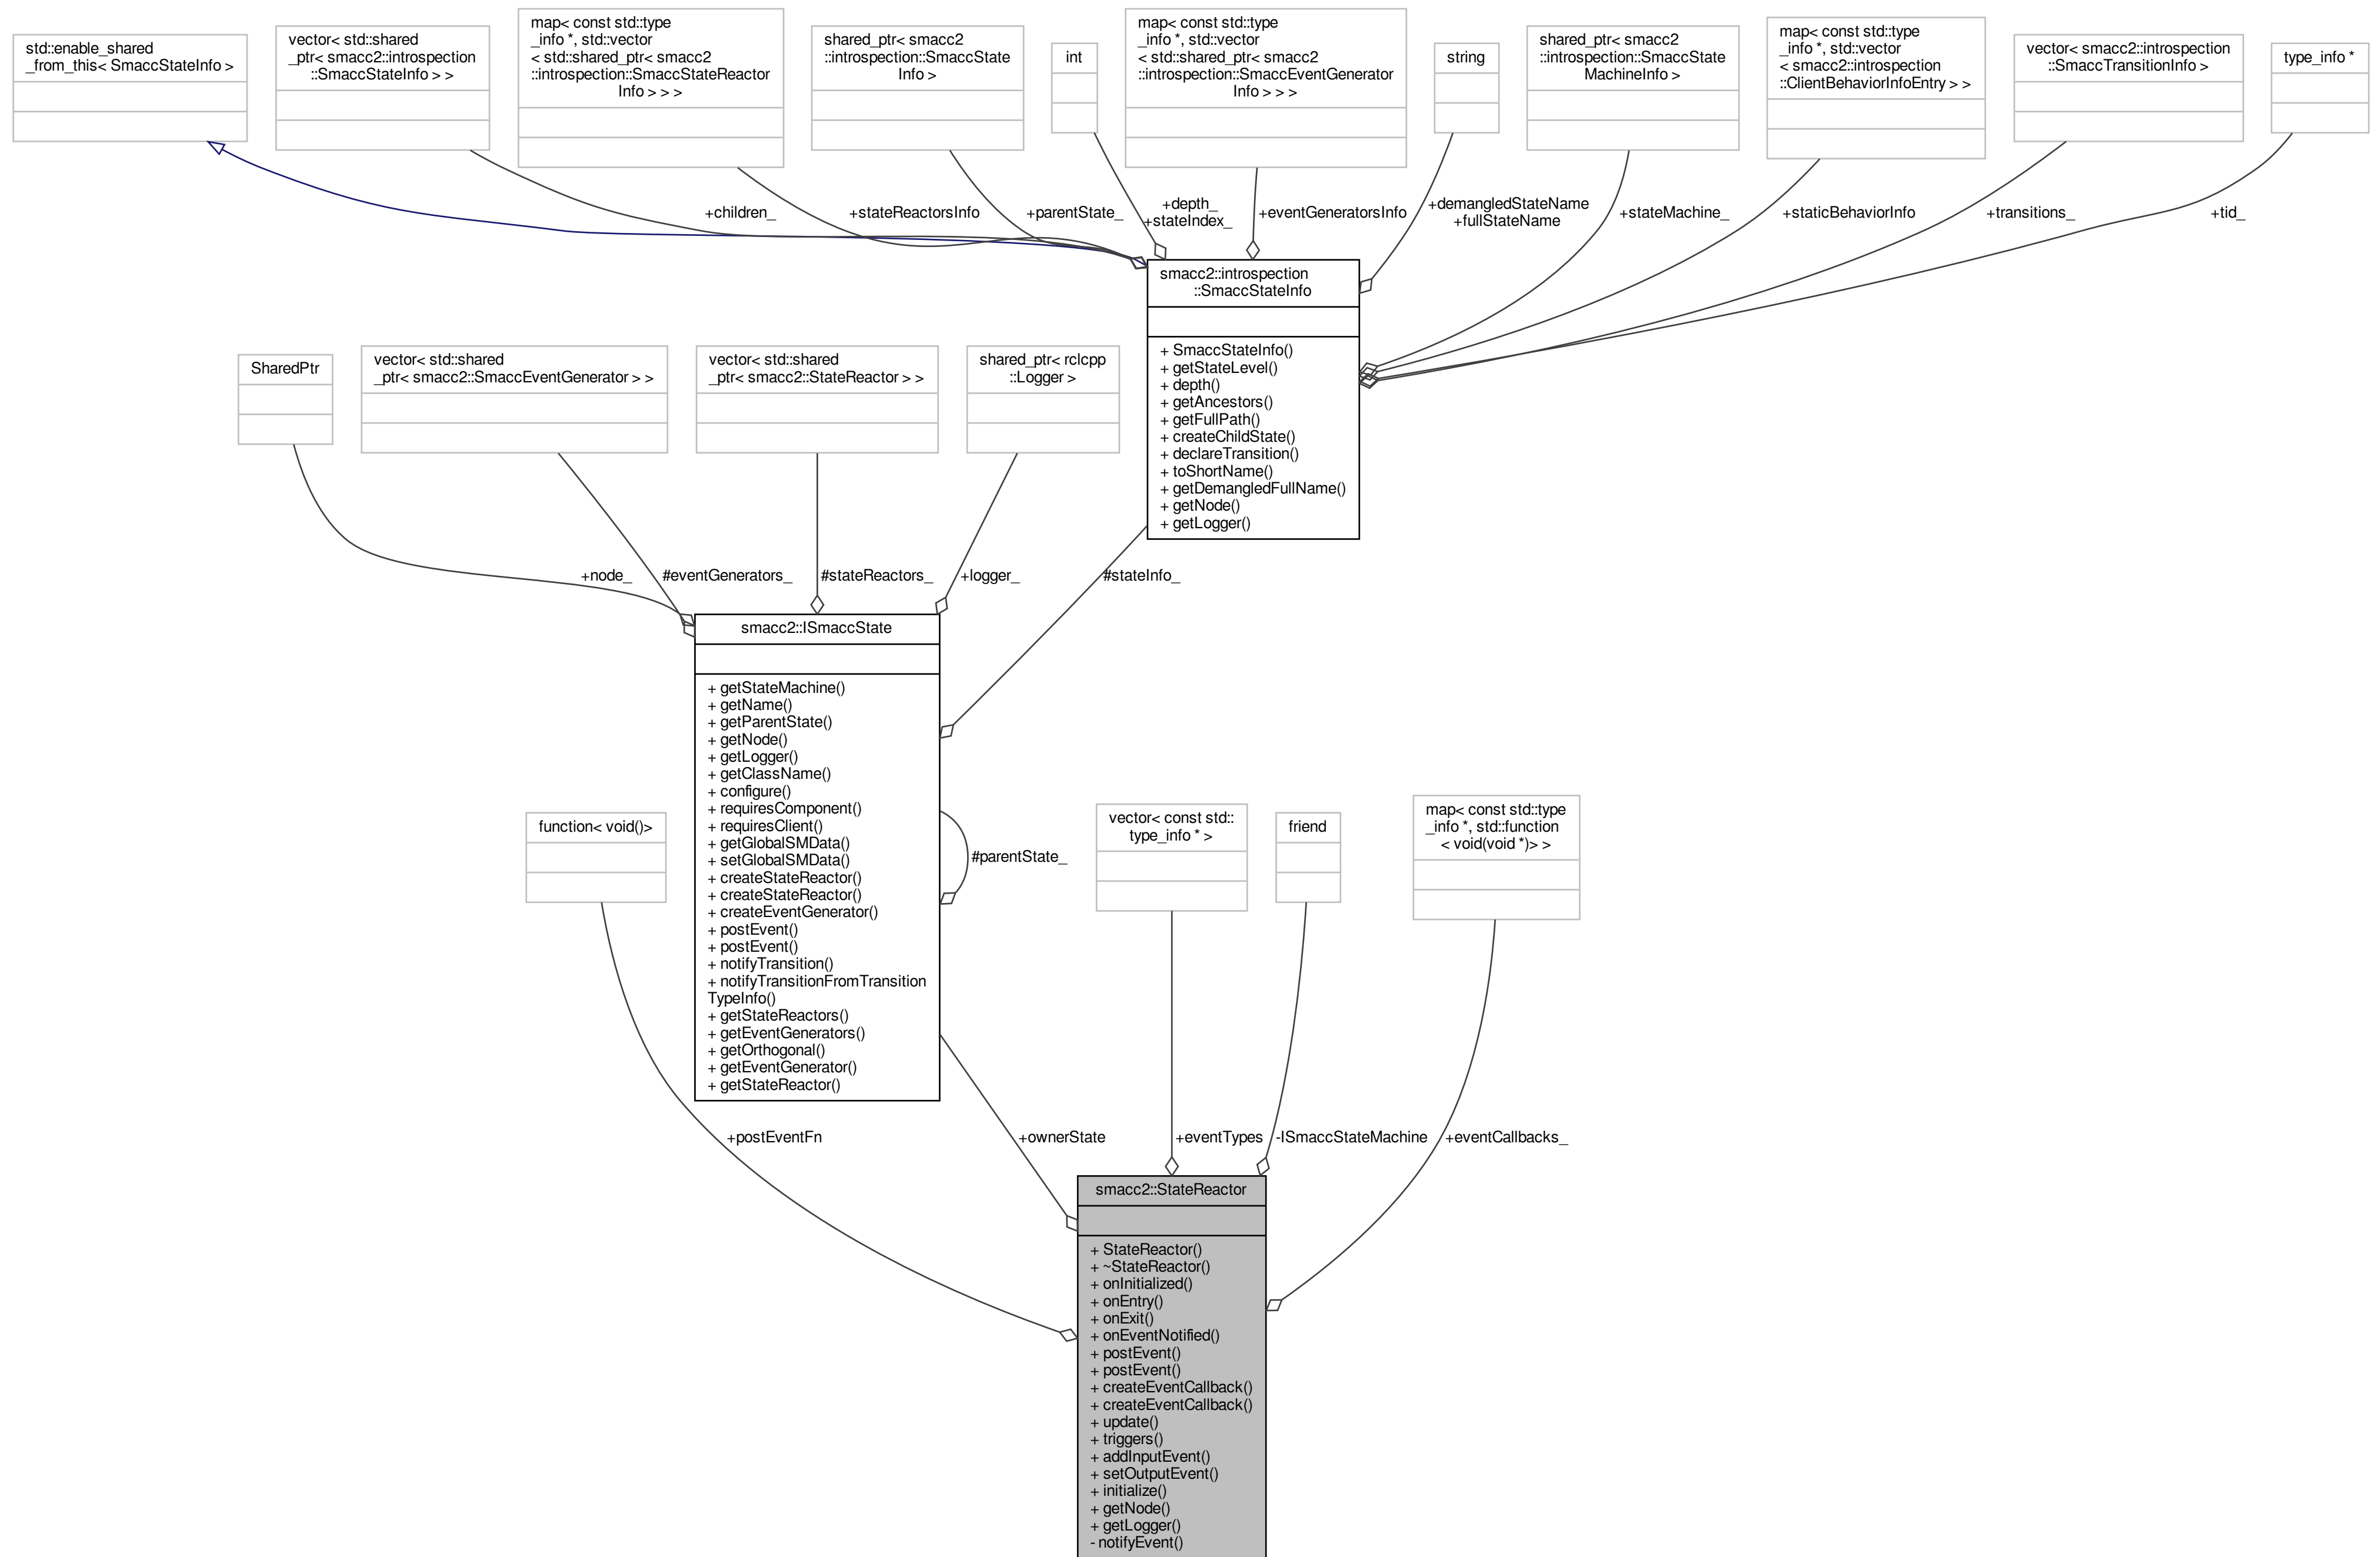 std::enable_shared
_from_this< SmaccStateInfo >
vector< std::shared
_ptr< smacc2::introspection
::SmaccStateInfo > >
map< const std::type
_info *, std::vector
< std::shared_ptr< smacc2
::introspection::SmaccStateReactor
Info > > >
shared_ptr< smacc2
::introspection::SmaccState
Info >
int
map< const std::type
_info *, std::vector
< std::shared_ptr< smacc2
::introspection::SmaccEventGenerator
Info > > >
string
shared_ptr< smacc2
::introspection::SmaccState
MachineInfo >
map< const std::type
_info *, std::vector
< smacc2::introspection
::ClientBehaviorInfoEntry > >
vector< smacc2::introspection
::SmaccTransitionInfo >
type_info *
+children_
+stateReactorsInfo
+parentState_
+depth_
+stateIndex_
+eventGeneratorsInfo
+demangledStateName
+fullStateName
+stateMachine_
+staticBehaviorInfo
+transitions_
+tid_
smacc2::introspection
::SmaccStateInfo
+ SmaccStateInfo()
+ getStateLevel()
+ depth()
+ getAncestors()
+ getFullPath()
+ createChildState()
+ declareTransition()
+ toShortName()
+ getDemangledFullName()
+ getNode()
+ getLogger()
SharedPtr
vector< std::shared
_ptr< smacc2::SmaccEventGenerator > >
vector< std::shared
_ptr< smacc2::StateReactor > >
shared_ptr< rclcpp
::Logger >
+node_
#eventGenerators_
#stateReactors_
+logger_
#stateInfo_
smacc2::ISmaccState
+ getStateMachine()
+ getName()
+ getParentState()
+ getNode()
+ getLogger()
+ getClassName()
+ configure()
+ requiresComponent()
+ requiresClient()
+ getGlobalSMData()
+ setGlobalSMData()
+ createStateReactor()
+ createStateReactor()
+ createEventGenerator()
+ postEvent()
+ postEvent()
+ notifyTransition()
+ notifyTransitionFromTransition
TypeInfo()
+ getStateReactors()
+ getEventGenerators()
+ getOrthogonal()
+ getEventGenerator()
+ getStateReactor()
#parentState_
function< void()>
vector< const std::
type_info * >
friend
map< const std::type
_info *, std::function
< void(void *)> >
+postEventFn
+ownerState
+eventTypes
-ISmaccStateMachine
+eventCallbacks_
smacc2::StateReactor
+ StateReactor()
+ ~StateReactor()
+ onInitialized()
+ onEntry()
+ onExit()
+ onEventNotified()
+ postEvent()
+ postEvent()
+ createEventCallback()
+ createEventCallback()
+ update()
+ triggers()
+ addInputEvent()
+ setOutputEvent()
+ initialize()
+ getNode()
+ getLogger()
- notifyEvent()